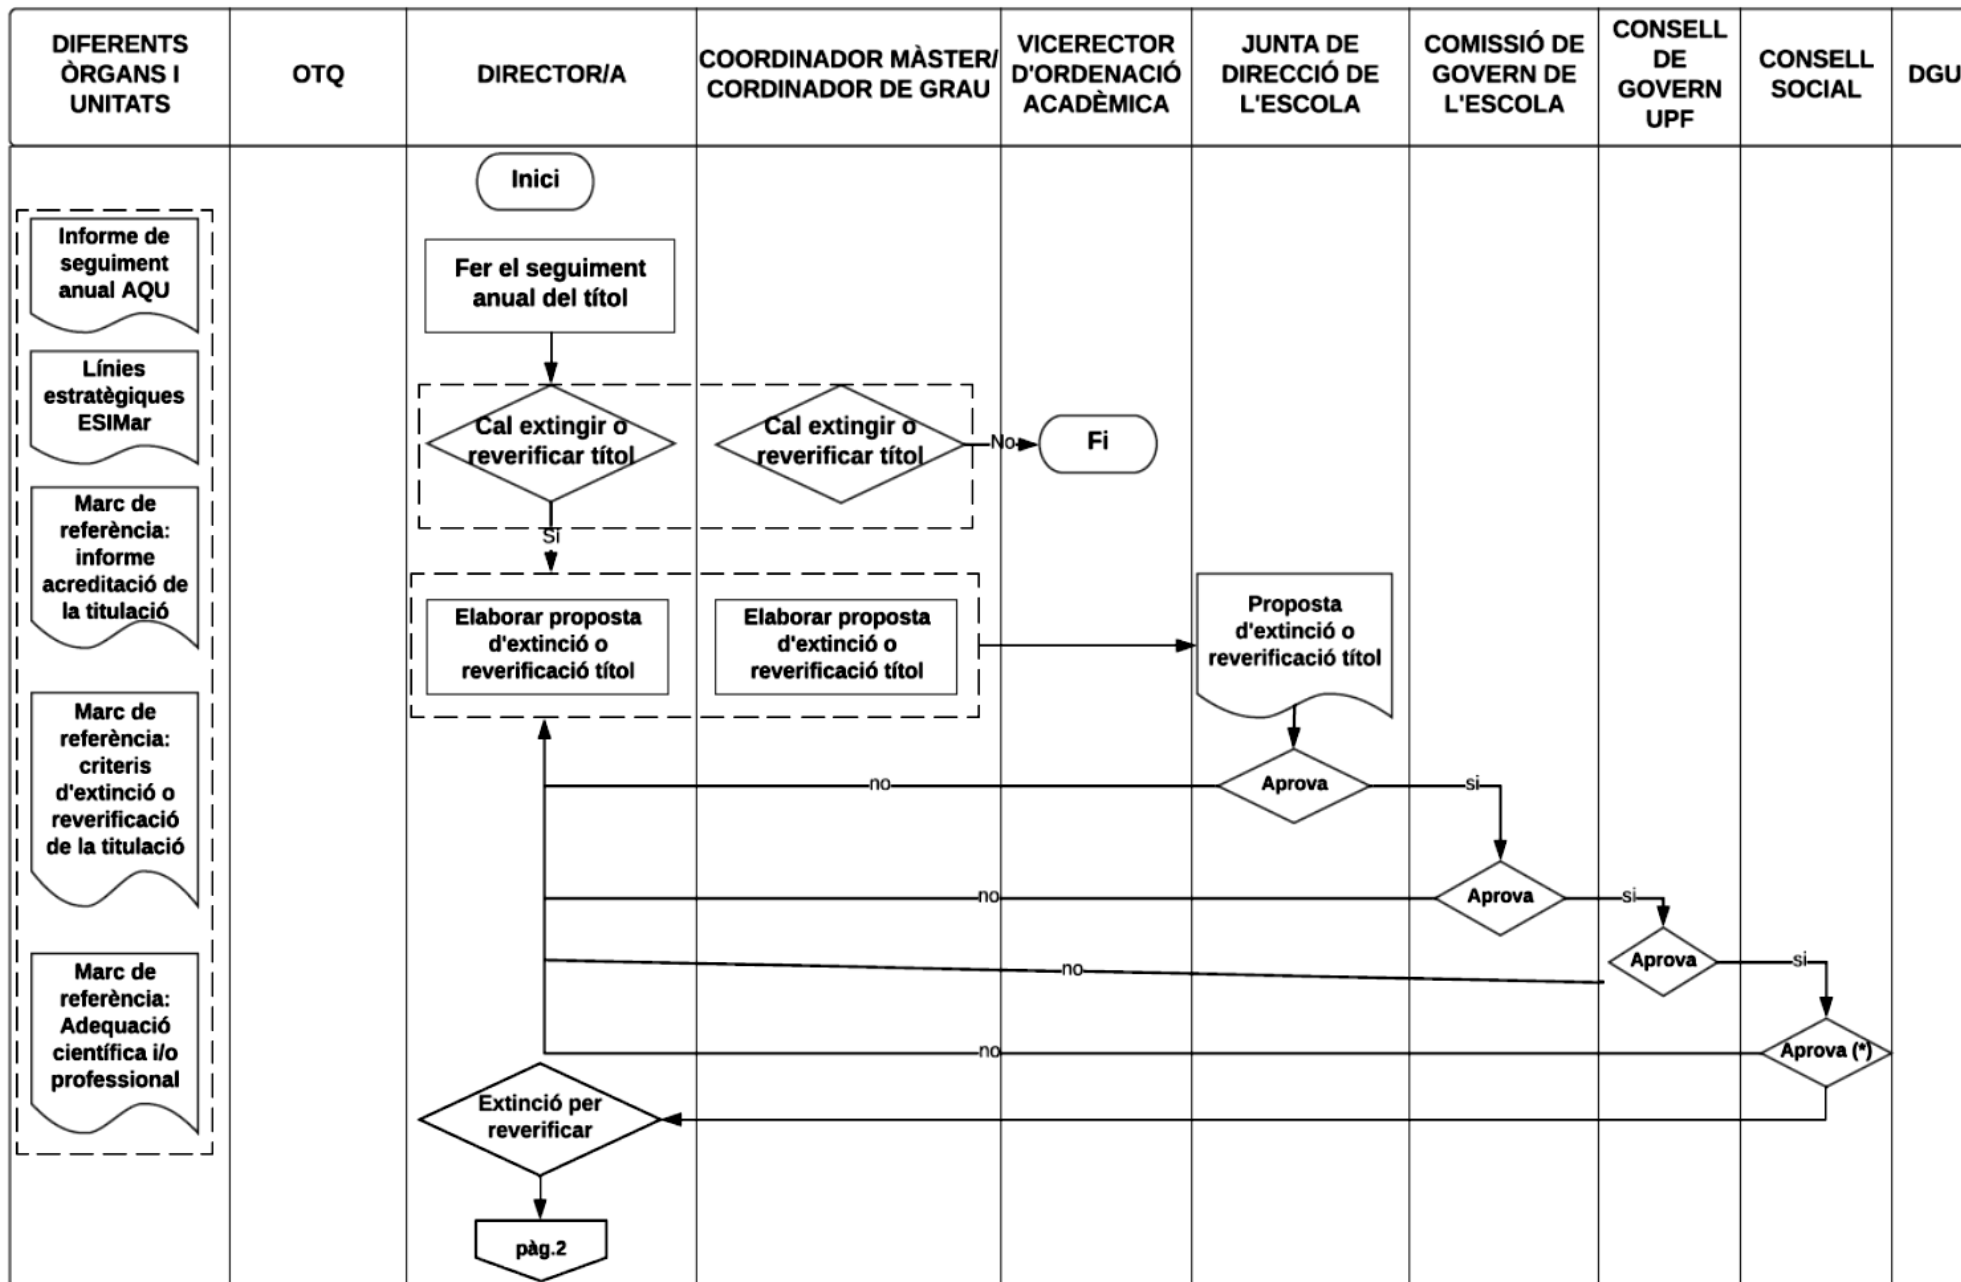 DIFERENTS
ÒRGANS I
UNITATS
OTQ
DIRECTOR/A
COORDINADOR MÀSTER/
CORDINADOR DE GRAU
VICERECTOR
D'ORDENACIÓ
ACADÈMICA
JUNTA DE
DIRECCIÓ DE
L'ESCOLA
COMISSIÓ DE
GOVERN DE
L'ESCOLA
CONSELL
DE
GOVERN
UPF
CONSELL
SOCIAL
DGU
Inici
Informe de
seguiment
anual AQU
Fer el seguiment
anual del títol
Línies
estratègiques
ESIMar
Cal extingir o
reverificar títol
Cal extingir o
reverificar títol
No
Fi
Si
Marc de
referència:
informe
acreditació de
la titulació
Elaborar proposta
d'extinció o
reverificació títol
Elaborar proposta
d'extinció o
reverificació títol
Proposta
d'extinció o
reverificació títol
Marc de
referència:
criteris
d'extinció o
reverificació
de la titulació
no
Aprova
si
no
Aprova
si
no
Aprova
si
Marc de
referència:
Adequació
científica i/o
professional
no
Aprova (*)
Extinció per
reverificar
pàg.2